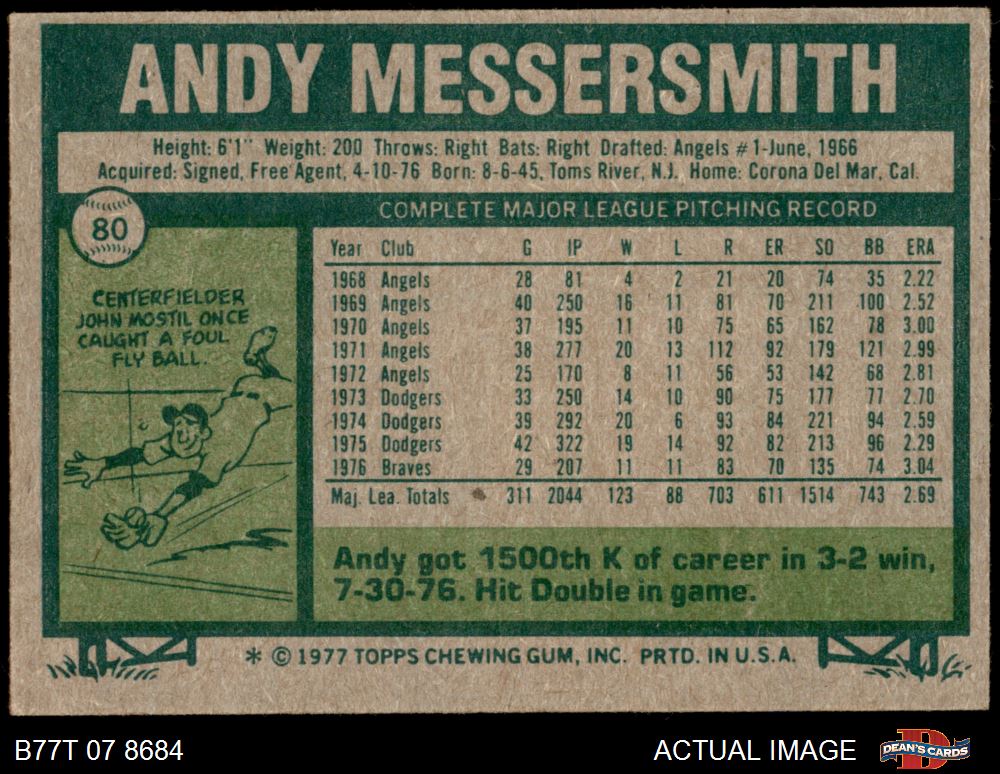 ANDY MESSERSMITH
Height: 6'1" Weight: 200 Throws: Right Bats: Right Drafted: Angels #1-June, 1966
Acquired: Signed, Free Agent, 4-10-76 Born: 8-6-45, Toms River, N.J. Home: Corona Del Mar, Cal.
80
CENTERFIELDER
JOHN MOSTIL ONCE
CAUGHT A FOUL
FLY BALL.
COMPLETE MAJOR LEAGUE PITCHING RECORD
Year Club G IP W L R ER SO BB ERA
1968 Angels 28 81 4 2 21 20 74 35 2.22
1969 Angels 40 250 16 11 81 70 211 100 2.52
1970 Angels 37 195 11 10 75 65 162 78 3.00
1971 Angels 38 277 20 13 112 92 179 121 2.99
1972 Angels 25 170 8 11 56 53 142 68 2.81
1973 Dodgers 33 250 14 10 90 75 177 77 2.70
1974 Dodgers 39 292 20 6 93 84 221 94 2.59
1975 Dodgers 42 322 19 14 92 82 213 96 2.29
1976 Braves 29 207 11 11 83 70 135 74 3.04
Maj. Lea. Totals 311 2044 123 88 703 611 1514 743 2.69
Andy got 1500th K of career in 3-2 win,
7-30-76. Hit Double in game.
* © 1977 TOPPS CHEWING GUM, INC. PRTD. IN U.S.A.
B77T 07 8684
ACTUAL IMAGE
DEAN'S CARDS